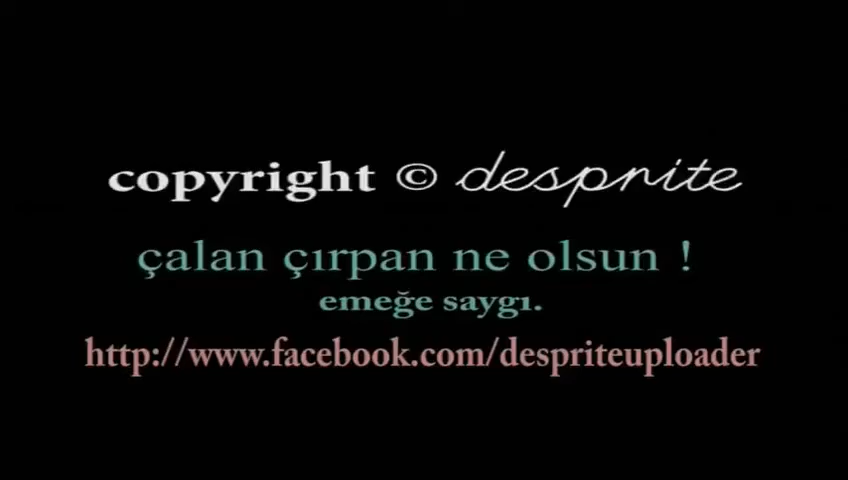 copyright © desprite
çalan çırpan ne olsun !
emeğe saygı.
http://www.facebook.com/despriteuploader